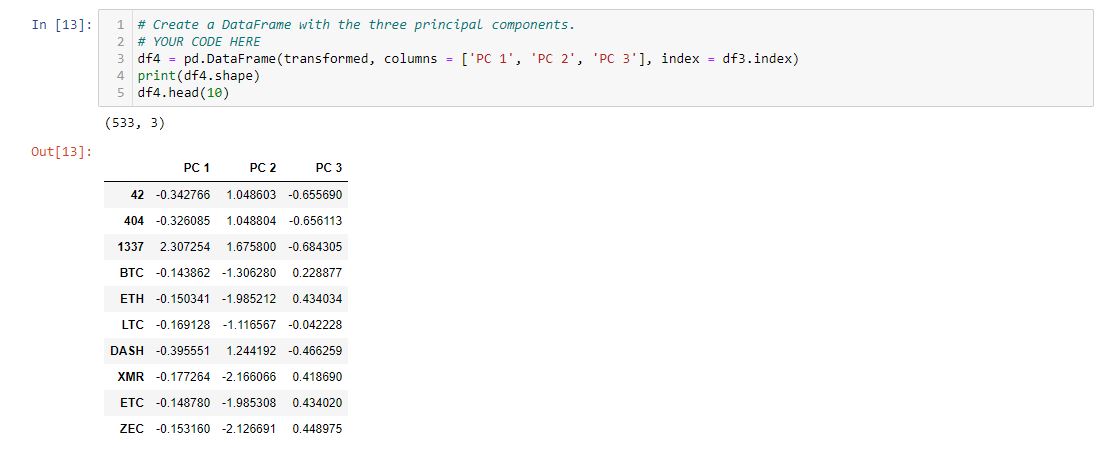 In [13]:
1 # Create a DataFrame with the three principal components.
2 # YOUR CODE HERE
3 df4 = pd.DataFrame(transformed, columns = ['PC 1', 'PC 2', 'PC 3'], index = df3.index)
4 print(df4.shape)
5 df4.head(10)
(533, 3)
Out[13]:
PC 1 PC 2 PC 3
42 -0.342766 1.048603 -0.655690
404 -0.326085 1.048804 -0.656113
1337 2.307254 1.675800 -0.684305
BTC -0.143862 -1.306280 0.228877
ETH -0.150341 -1.985212 0.434034
LTC -0.169128 -1.116567 -0.042228
DASH -0.395551 1.244192 -0.466259
XMR -0.177264 -2.166066 0.418690
ETC -0.148780 -1.985308 0.434020
ZEC -0.153160 -2.126691 0.448975